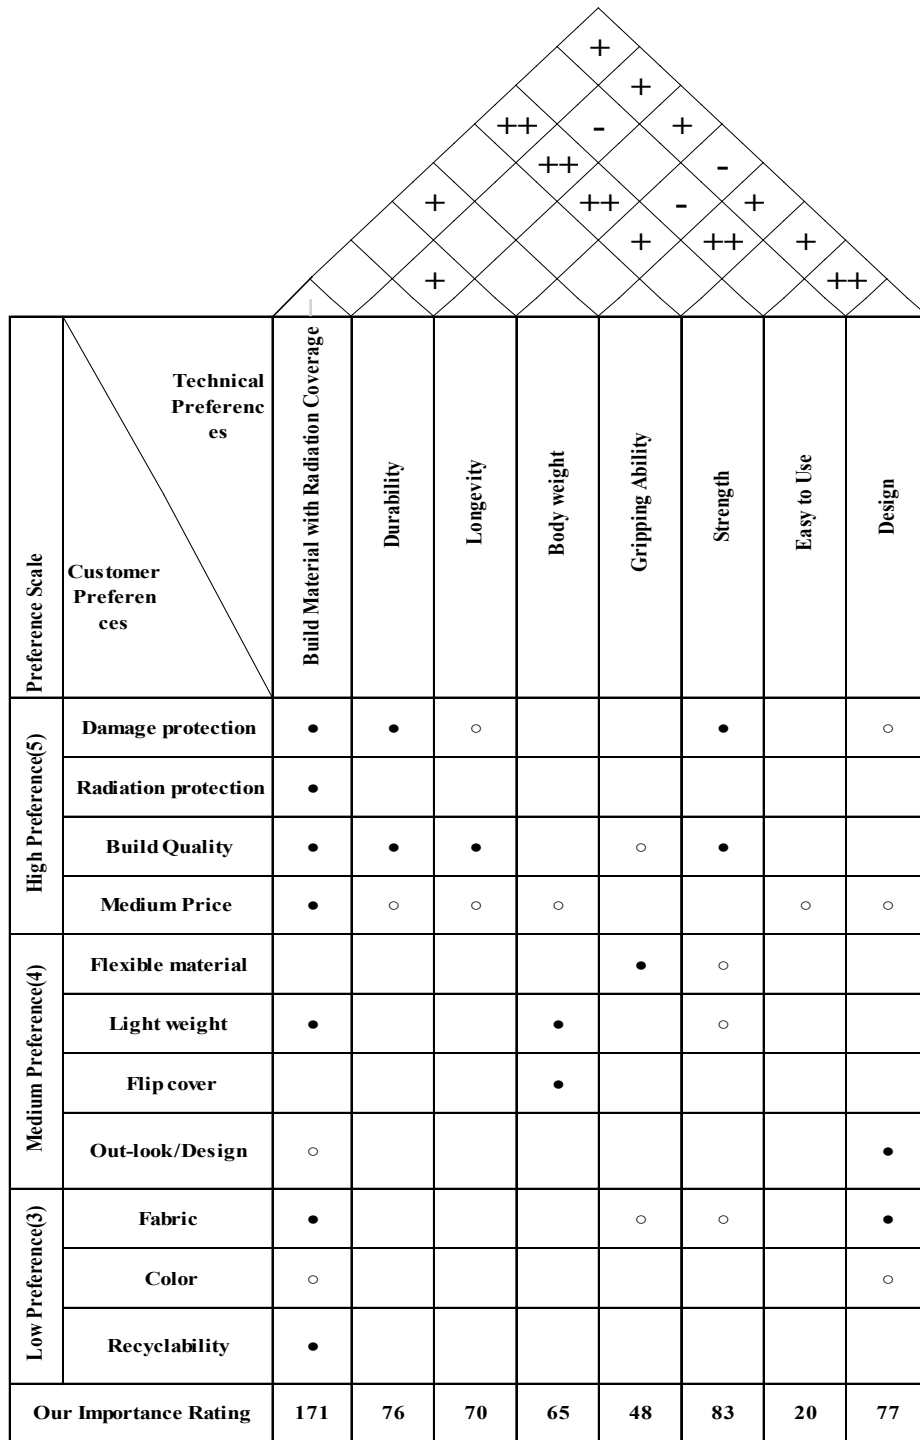 +
+
++ - +
++ -
+ ++ - +
+ ++ +
+ ++
Preference Scale
Technical
Preferenc
es
Customer
Preferen
ces
Build Material with Radiation Coverage
Durability
Longevity
Body weight
Gripping Ability
Strength
Easy to Use
Design
High Preference(5)
Damage protection ● ● ○ ● ○
Radiation protection ●
Build Quality ● ● ● ○ ●
Medium Price ● ○ ○ ○ ○ ○
Medium Preference(4)
Flexible material ● ○
Light weight ● ● ○
Flip cover ●
Out-look/Design ○ ●
Low Preference(3)
Fabric ● ○ ○ ●
Color ○ ○
Recyclability ●
Our Importance Rating 171 76 70 65 48 83 20 77